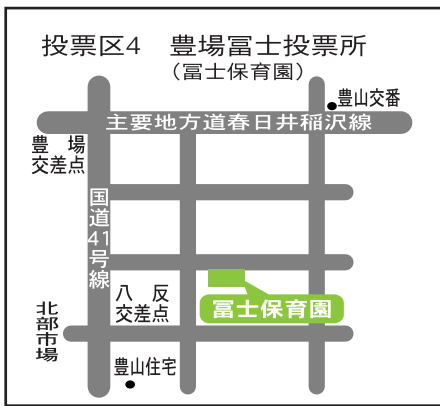 投票区4　豊場冨士投票所
（冨士保育園）
豊山交番
主要地方道春日井稲沢線
豊　場
交差点
国道41号線
八　反
交差点
冨士保育園
北部市場
豊山住宅